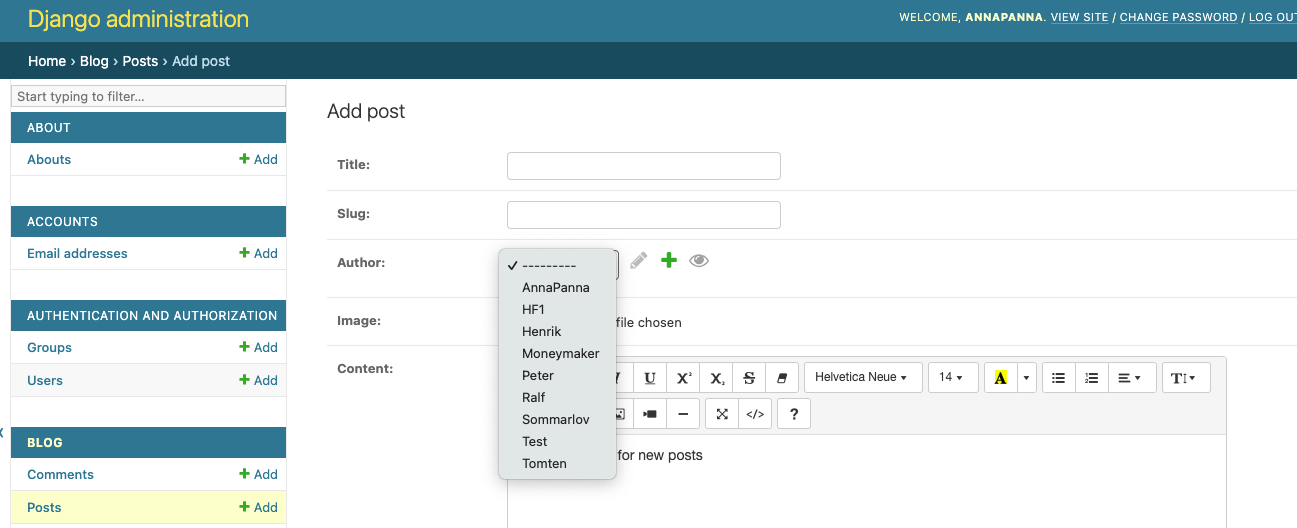 Django administration
WELCOME, ANNAPANNA. VIEW SITE / CHANGE PASSWORD / LOG OUT
Home › Blog › Posts › Add post
Start typing to filter...
ABOUT
Abouts + Add
ACCOUNTS
Email addresses + Add
AUTHENTICATION AND AUTHORIZATION
Groups + Add
Users + Add
BLOG
Comments + Add
Posts + Add
Add post
Title:
Slug:
Author:
✓ ---------
AnnaPanna
HF1
Henrik
Moneymaker
Peter
Ralf
Sommarlov
Test
Tomten
Image: file chosen
Content:
U X² X₂ S Helvetica Neue 14 A TI
</> ?
for new posts